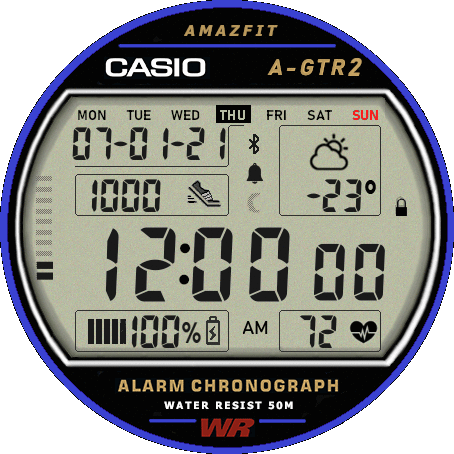 AMAZFIT
CASIO A-GTR2
MON TUE WED THU FRI SAT SUN
07-01-21
1000 -23°
12:00 00
100% AM 72
ALARM CHRONOGRAPH
WATER RESIST 50M
WR